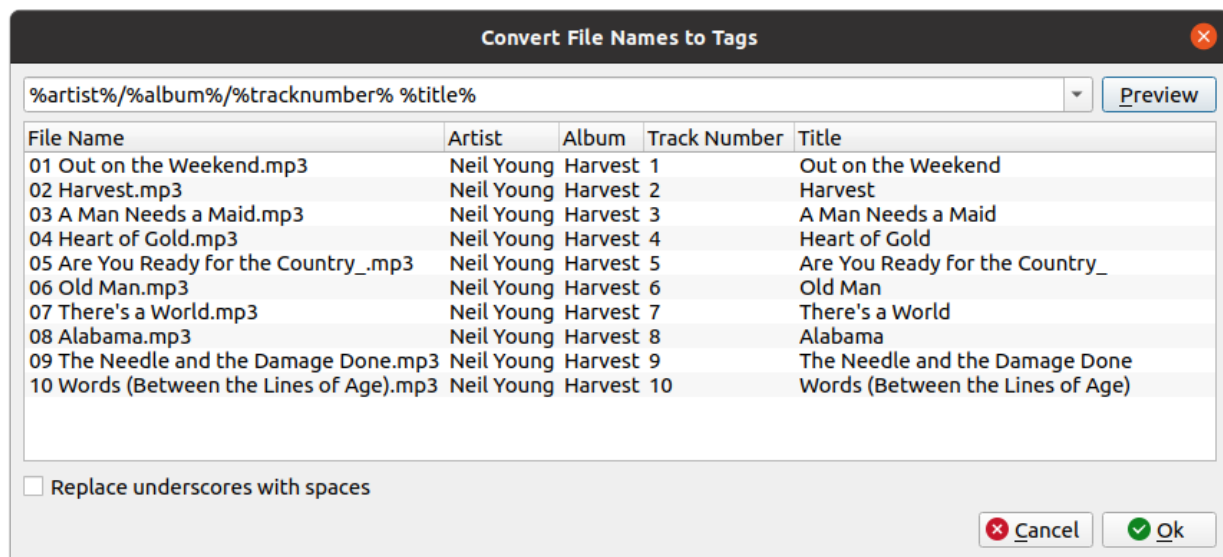 Convert File Names to Tags
%artist%/%album%/%tracknumber% %title%
Preview
File Name Artist Album Track Number Title
01 Out on the Weekend.mp3 Neil Young Harvest 1 Out on the Weekend
02 Harvest.mp3 Neil Young Harvest 2 Harvest
03 A Man Needs a Maid.mp3 Neil Young Harvest 3 A Man Needs a Maid
04 Heart of Gold.mp3 Neil Young Harvest 4 Heart of Gold
05 Are You Ready for the Country_.mp3 Neil Young Harvest 5 Are You Ready for the Country_
06 Old Man.mp3 Neil Young Harvest 6 Old Man
07 There's a World.mp3 Neil Young Harvest 7 There's a World
08 Alabama.mp3 Neil Young Harvest 8 Alabama
09 The Needle and the Damage Done.mp3 Neil Young Harvest 9 The Needle and the Damage Done
10 Words (Between the Lines of Age).mp3 Neil Young Harvest 10 Words (Between the Lines of Age)
Replace underscores with spaces
Cancel Ok